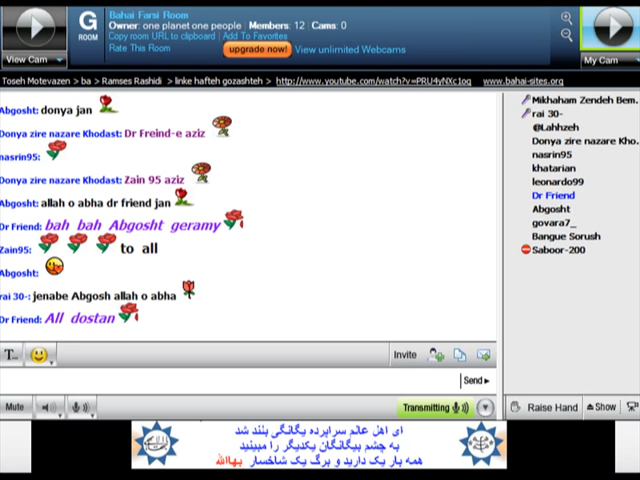 Bahai Farsi Room
Owner: one planet one people | Members: 12 | Cams: 0
Copy room URL to clipboard | Add To Favorites
Rate This Room
upgrade now!
View unlimited Webcams
G
ROOM
View Cam
My Cam
Toseh Motevazen > ba > Ramses Rashidi > linke hafteh gozashteh > http://www.youtube.com/watch?v=PRU4yNXc1oq www.bahai-sites.org
Abgosht: donya jan
Donya zire nazare Khodast: Dr Freind-e aziz
nasrin95:
Donya zire nazare Khodast: Zain 95 aziz
Abgosht: allah o abha dr friend jan
Dr Friend: bah bah Abgosht geramy
Zain95: to all
Abgosht:
rai 30-: jenabe Abgosh allah o abha
Dr Friend: All dostan
Mikhaham Zendeh Bem..
rai 30-
@Lahhzeh
Donya zire nazare Kho..
nasrin95
khatarian
leonardo99
Dr Friend
Abgosht
govara7_
Bangue Sorush
Saboor-200
T...
Invite
Send
Mute
Transmitting
Raise Hand
Show
ای اهل عالم سراپرده یگانگی بلند شد
به چشم بیگانگان یکدیگر را مبینید
همه بار یک دارید و برگ یک شاخسار بهاالله